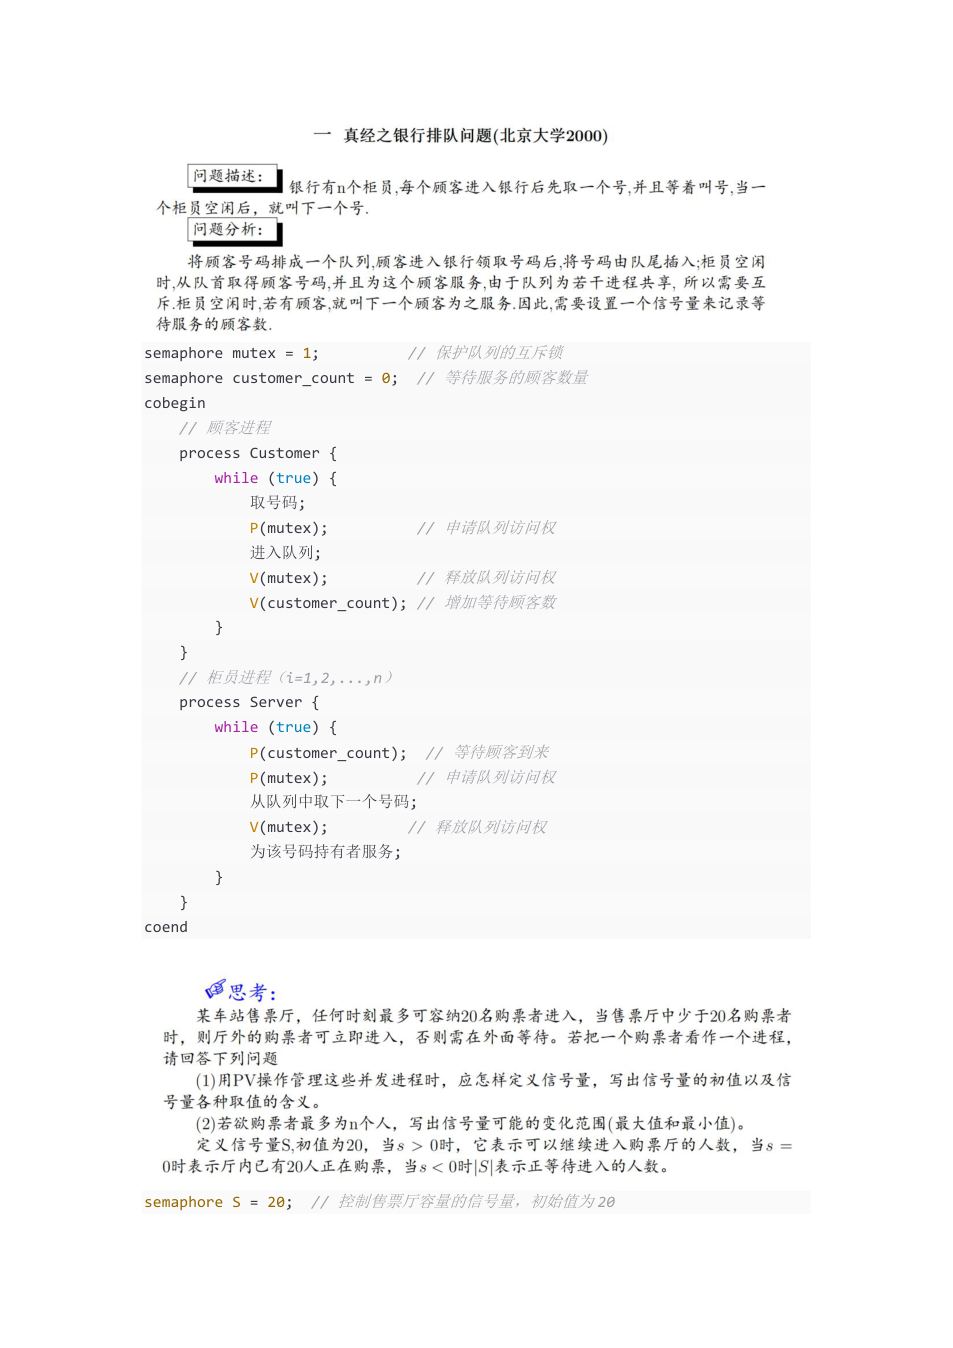 一 真经之银行排队问题(北京大学2000)
问题描述：
银行有n个柜员,每个顾客进入银行后先取一个号,并且等着叫号,当一
个柜员空闲后，就叫下一个号.
问题分析：
将顾客号码排成一个队列,顾客进入银行领取号码后,将号码由队尾插入;柜员空闲
时,从队首取得顾客号码,并且为这个顾客服务,由于队列为若干进程共享, 所以需要互
斥.柜员空闲时,若有顾客,就叫下一个顾客为之服务.因此,需要设置一个信号量来记录等
待服务的顾客数.
semaphore mutex = 1;          // 保护队列的互斥锁
semaphore customer_count = 0;  // 等待服务的顾客数量
cobegin
    // 顾客进程
    process Customer {
        while (true) {
            取号码;
            P(mutex);          // 申请队列访问权
            进入队列;
            V(mutex);          // 释放队列访问权
            V(customer_count); // 增加等待顾客数
        }
    }
    // 柜员进程（i=1,2,...,n）
    process Server {
        while (true) {
            P(customer_count);  // 等待顾客到来
            P(mutex);          // 申请队列访问权
            从队列中取下一个号码;
            V(mutex);         // 释放队列访问权
            为该号码持有者服务;
        }
    }
coend
思考：
某车站售票厅，任何时刻最多可容纳20名购票者进入，当售票厅中少于20名购票者
时，则厅外的购票者可立即进入，否则需在外面等待。若把一个购票者看作一个进程，
请回答下列问题
(1)用PV操作管理这些并发进程时，应怎样定义信号量，写出信号量的初值以及信
号量各种取值的含义。
(2)若欲购票者最多为n个人，写出信号量可能的变化范围(最大值和最小值)。
定义信号量S,初值为20，当s > 0时，它表示可以继续进入购票厅的人数，当s =
0时表示厅内已有20人正在购票，当s < 0时|S|表示正等待进入的人数。
semaphore S = 20;  // 控制售票厅容量的信号量，初始值为 20